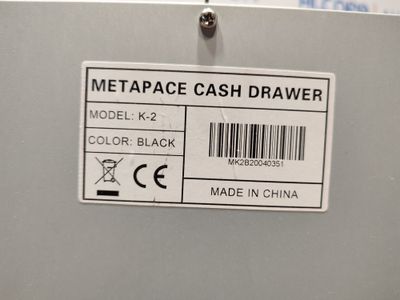 METAPACE CASH DRAWER
MODEL: K-2
COLOR: BLACK
MK2B20040351
CE
MADE IN CHINA